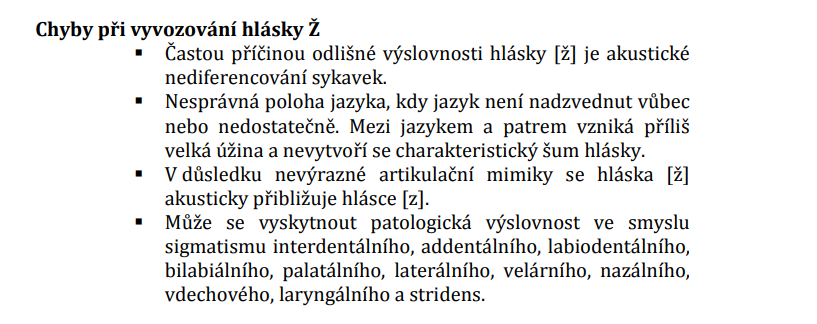 Chyby při vyvozování hlásky Ž
▪ Častou příčinou odlišné výslovnosti hlásky [ž] je akustické
nediferencování sykavek.
▪ Nesprávná poloha jazyka, kdy jazyk není nadzvednut vůbec
nebo nedostatečně. Mezi jazykem a patrem vzniká příliš
velká úžina a nevytvoří se charakteristický šum hlásky.
▪ V důsledku nevýrazné artikulační mimiky se hláska [ž]
akusticky přibližuje hlásce [z].
▪ Může se vyskytnout patologická výslovnost ve smyslu
sigmatismu interdentálního, addentálního, labiodentálního,
bilabiálního, palatálního, laterálního, velárního, nazálního,
vdechového, laryngálního a stridens.